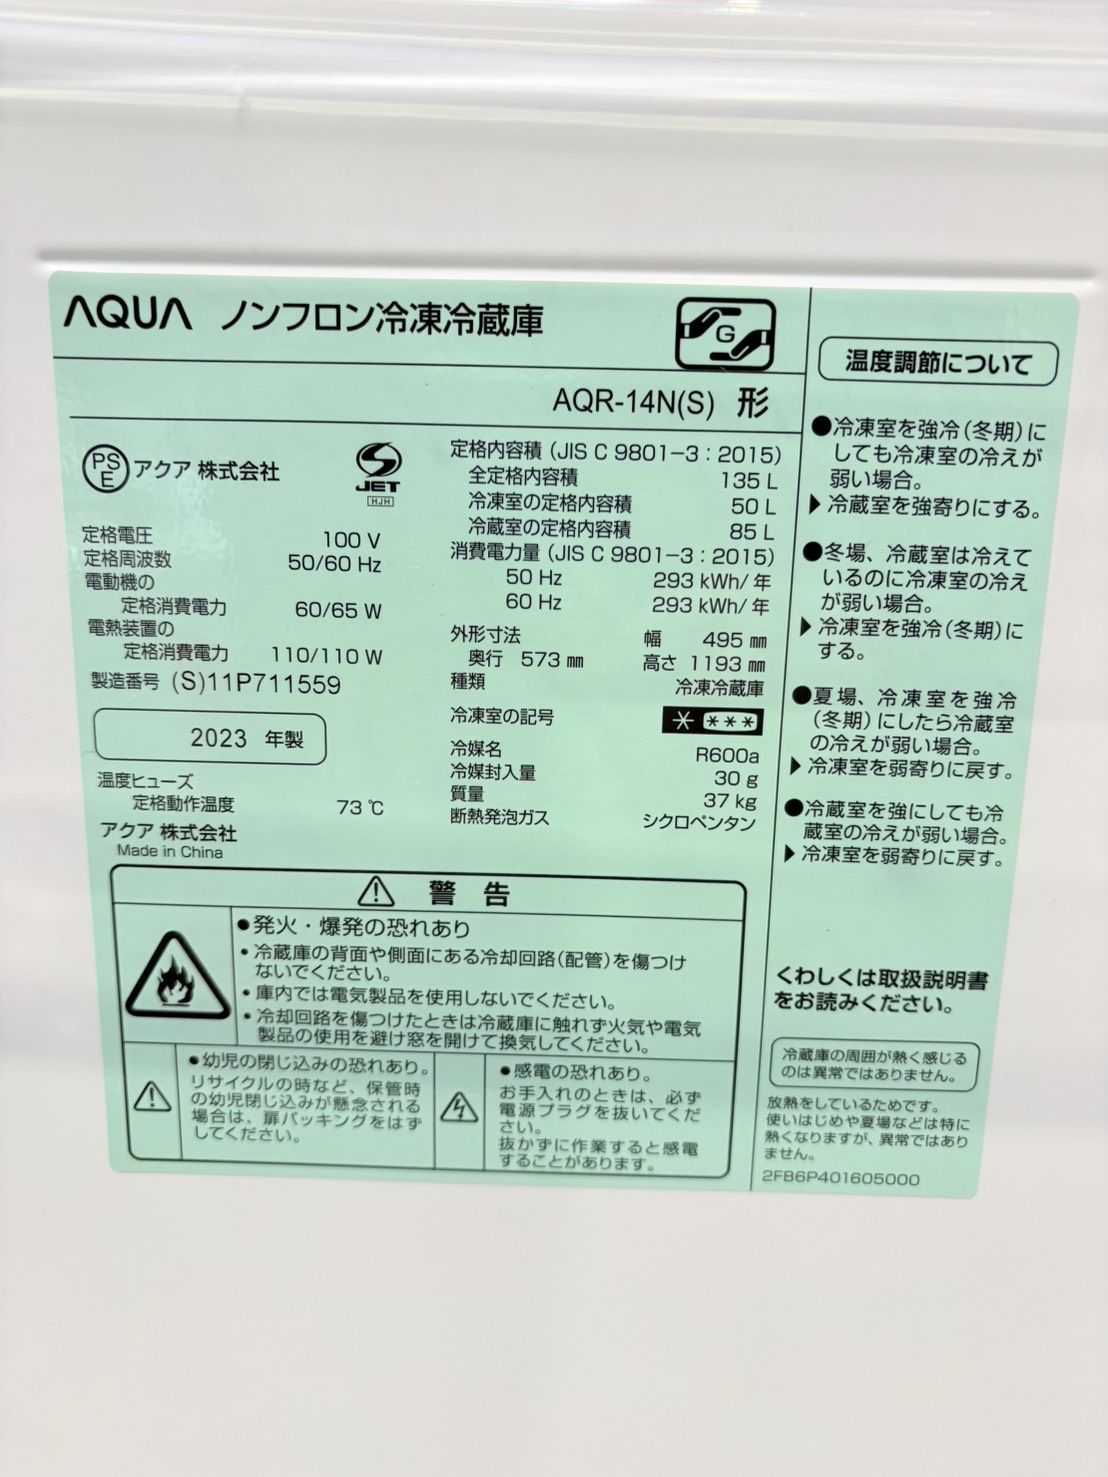 AQUA ノンフロン冷凍冷蔵庫
G
AQR-14N(S) 形
PS
E
アクア 株式会社
JET
HJH
定格電圧 100 V
定格周波数 50/60 Hz
電動機の
定格消費電力 60/65 W
電熱装置の
定格消費電力 110/110 W
製造番号 (S)11P711559
2023 年製
温度ヒューズ
定格動作温度 73 ℃
アクア 株式会社
Made in China
定格内容積 (JIS C 9801-3 : 2015)
全定格内容積 135 L
冷凍室の定格内容積 50 L
冷蔵室の定格内容積 85 L
消費電力量 (JIS C 9801-3 : 2015)
50 Hz 293 kWh/年
60 Hz 293 kWh/年
外形寸法 幅 495 ㎜
奥行 573 ㎜ 高さ 1193 ㎜
種類 冷凍冷蔵庫
冷凍室の記号 * ***
冷媒名 R600a
冷媒封入量 30 g
質量 37 kg
断熱発泡ガス シクロペンタン
警告
●発火・爆発の恐れあり
・冷蔵庫の背面や側面にある冷却回路(配管)を傷つけ
ないでください。
・庫内では電気製品を使用しないでください。
・冷却回路を傷つけたときは冷蔵庫に触れず火気や電気
製品の使用を避け窓を開けて換気してください。
●幼児の閉じ込みの恐れあり。
リサイクルの時など、保管時
の幼児閉じ込みが懸念される
場合は、扉パッキングをはず
してください。
●感電の恐れあり。
お手入れのときは、必ず
電源プラグを抜いてくだ
さい。
抜かずに作業すると感電
することがあります。
温度調節について
●冷凍室を強冷(冬期)に
しても冷凍室の冷えが
弱い場合。
▶冷蔵室を強寄りにする。
●冬場、冷蔵室は冷えて
いるのに冷凍室の冷え
が弱い場合。
▶冷凍室を強冷(冬期)に
する。
●夏場、冷凍室を強冷
(冬期)にしたら冷蔵室
の冷えが弱い場合。
▶冷凍室を弱寄りに戻す。
●冷蔵室を強にしても冷
蔵室の冷えが弱い場合。
▶冷凍室を弱寄りに戻す。
くわしくは取扱説明書
をお読みください。
冷蔵庫の周囲が熱く感じる
のは異常ではありません。
放熱をしているためです。
使いはじめや夏場などは特に
熱くなりますが、異常ではあり
ません。
2FB6P401605000